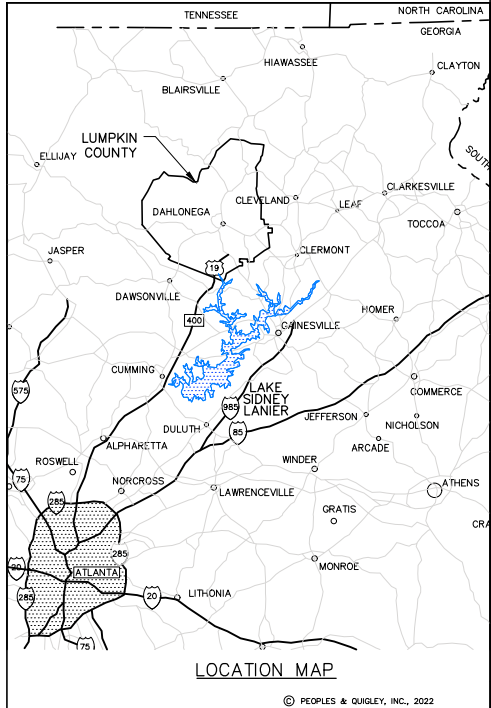 TENNESSEE
NORTH CAROLINA
GEORGIA
HIAWASSEE
CLAYTON
BLAIRSVILLE
LUMPKIN
COUNTY
SOUTH
ELLIJAY
CLARKESVILLE
CLEVELAND
LEAF
DAHLONEGA
TOCCOA
JASPER
CLERMONT
19
DAWSONVILLE
HOMER
400
GAINESVILLE
CUMMING
575
LAKE
SIDNEY
LANIER
COMMERCE
985
JEFFERSON
NICHOLSON
DULUTH
85
ALPHARETTA
ARCADE
ROSWELL
WINDER
75
NORCROSS
LAWRENCEVILLE
ATHENS
285
GRATIS
CRA
285
MONROE
20
ATLANTA
285
20
LITHONIA
75
LOCATION MAP
© PEOPLES & QUIGLEY, INC., 2022